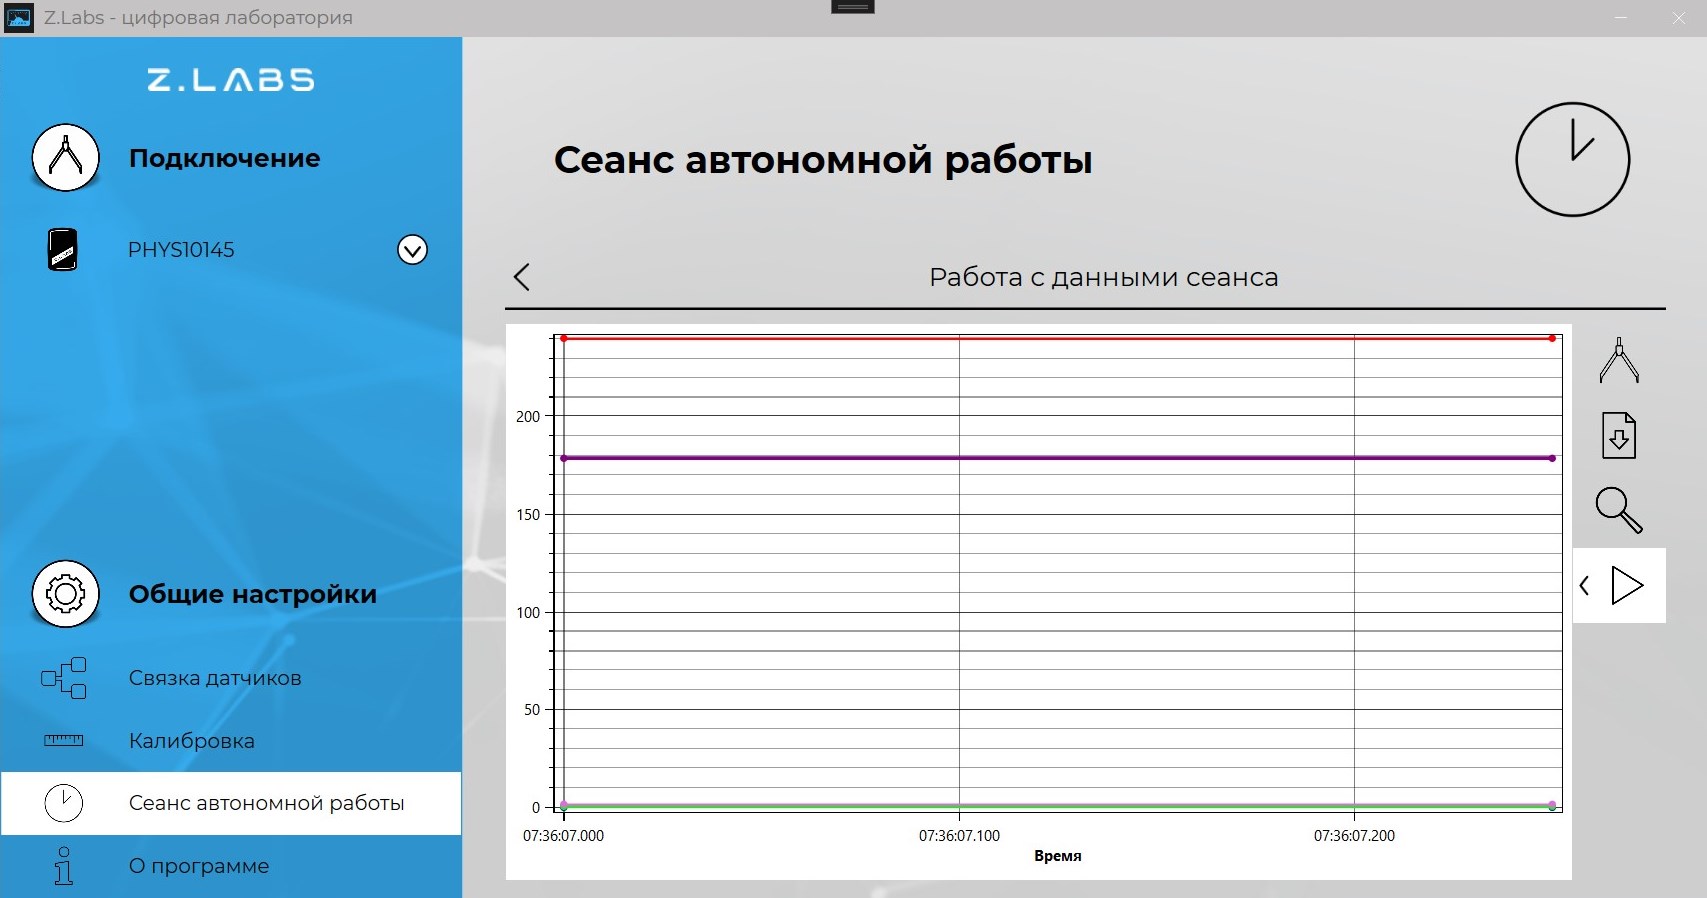 Z.Labs - цифровая лаборатория
Z.LABS
Подключение
PHYS10145
Общие настройки
Связка датчиков
Калибровка
Сеанс автономной работы
О программе
Сеанс автономной работы
Работа с данными сеанса
200
150
100
50
0
07:36:07.000 07:36:07.100 07:36:07.200
Время